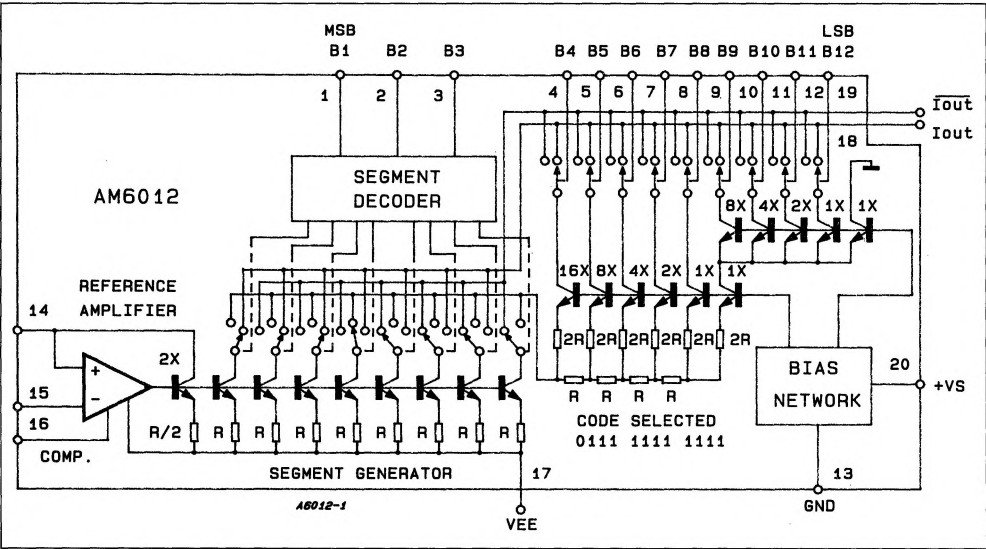 MSB LSB
B1 B2 B3 B4 B5 B6 B7 B8 B9 B10 B11 B12
1 2 3 4 5 6 7 8 9 10 11 12 19
Iout
Iout
18
SEGMENT
DECODER
AM6012
8X 4X 2X 1X 1X
16X 8X 4X 2X 1X 1X
REFERENCE
AMPLIFIER
14
2R 2R 2R 2R 2R 2R
2X
+
-
15
16
COMP.
BIAS
NETWORK
20
+VS
R R R R
CODE SELECTED
0111 1111 1111
R/2 R R R R R R R R
SEGMENT GENERATOR
17
13
A6012-1
VEE
GND